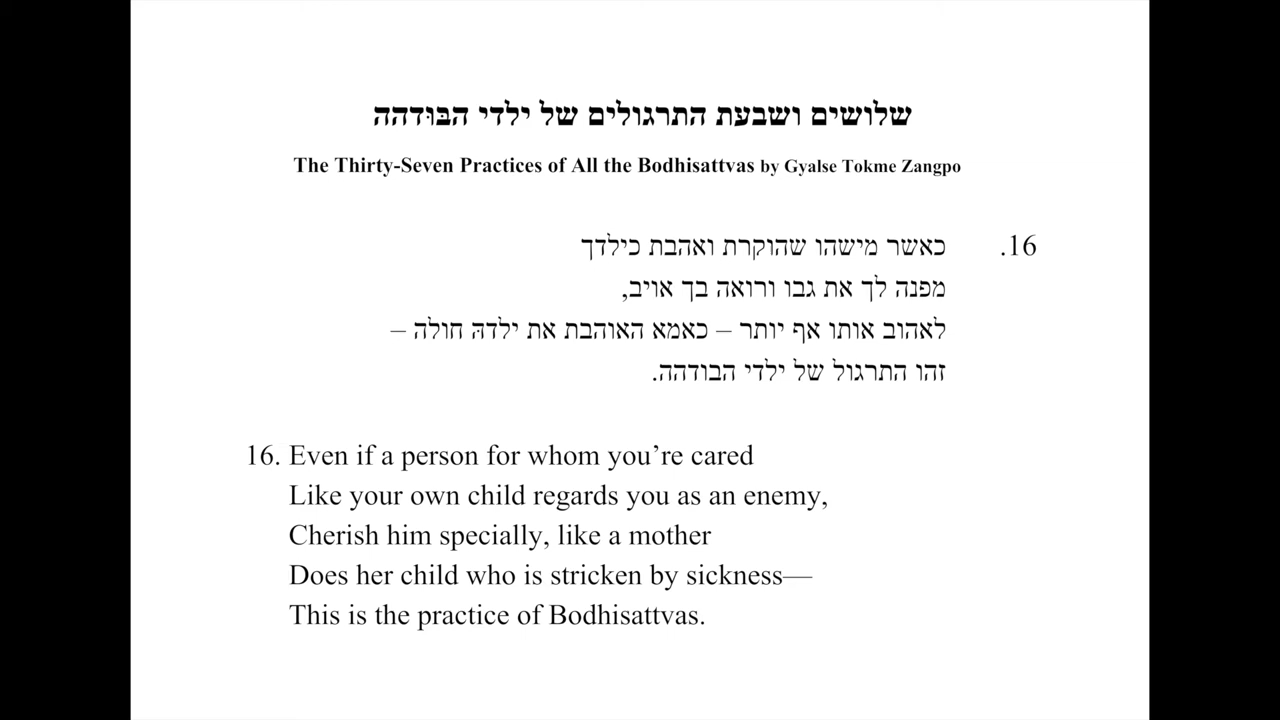 שלושים ושבעת התרגולים של ילדי הבּוּדהה
The Thirty-Seven Practices of All the Bodhisattvas by Gyalse Tokme Zangpo
16. כאשר מישהו שהוקרת ואהבת כילדך
מפנה לך את גבו ורואה בך אויב,
לאהוב אותו אף יותר – כאמא האוהבת את ילדהּ חולה –
זהו התרגול של ילדי הבודהה.
16. Even if a person for whom you’re cared
Like your own child regards you as an enemy,
Cherish him specially, like a mother
Does her child who is stricken by sickness—
This is the practice of Bodhisattvas.